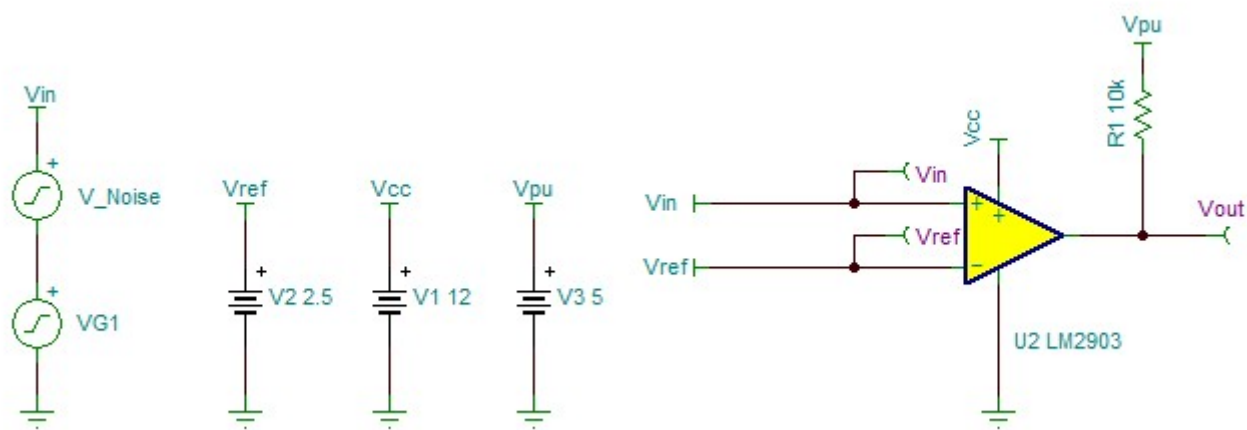 Vin
V_Noise
VG1
Vref
V2 2.5
Vcc
V1 12
Vpu
V3 5
Vin
Vref
Vin
Vref
Vcc
U2 LM2903
Vpu
R1 10k
Vout